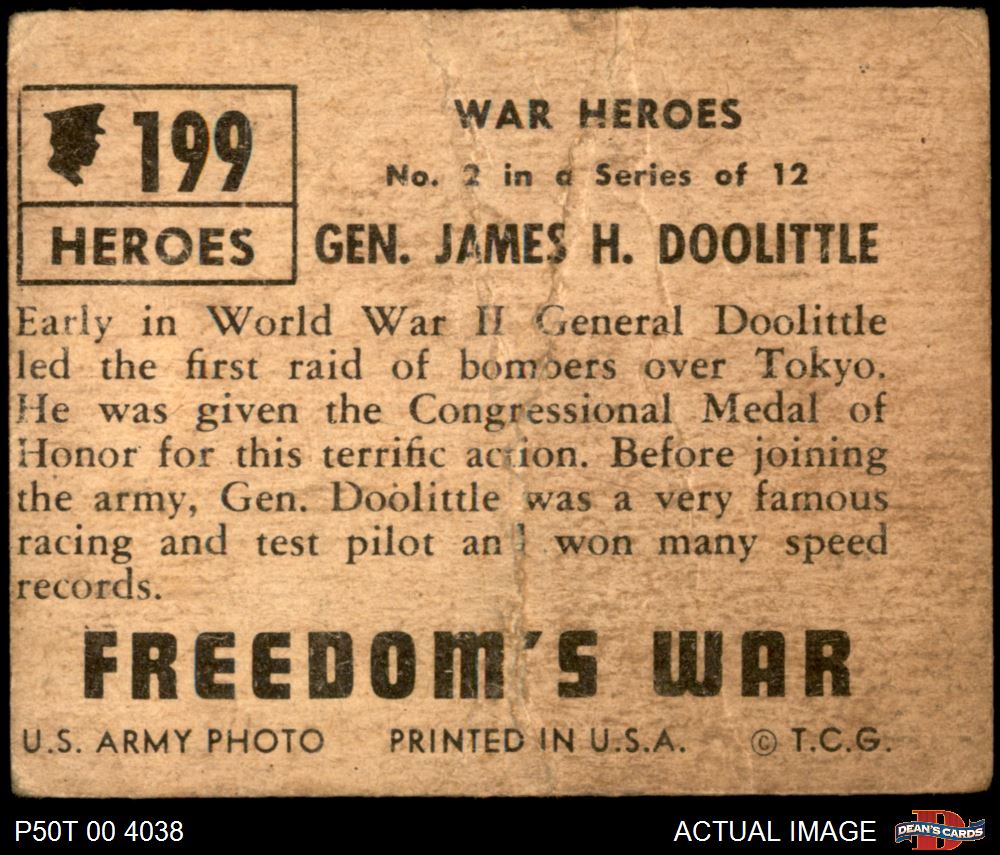 199
HEROES
WAR HEROES
No. 2 in a Series of 12
GEN. JAMES H. DOOLITTLE
Early in World War II General Doolittle
led the first raid of bombers over Tokyo.
He was given the Congressional Medal of
Honor for this terrific action. Before joining
the army, Gen. Doolittle was a very famous
racing and test pilot and won many speed
records.
FREEDOM'S WAR
U.S. ARMY PHOTO PRINTED IN U.S.A. © T.C.G.
P50T 00 4038
ACTUAL IMAGE
D
DEAN'S CARDS